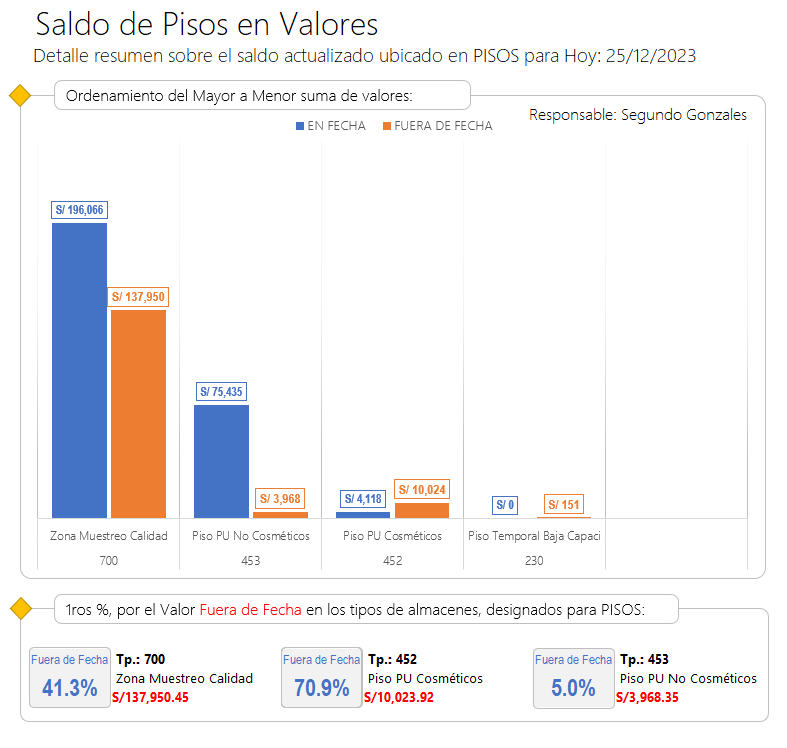 Saldo de Pisos en Valores
Detalle resumen sobre el saldo actualizado ubicado en PISOS para Hoy: 25/12/2023
Ordenamiento del Mayor a Menor suma de valores:
Responsable: Segundo Gonzales
EN FECHA FUERA DE FECHA
S/ 196,066
S/ 137,950
S/ 75,435
S/ 3,968
S/ 4,118
S/ 10,024
S/ 0
S/ 151
Zona Muestreo Calidad Piso PU No Cosméticos Piso PU Cosméticos Piso Temporal Baja Capaci
700 453 452 230
1ros %, por el Valor Fuera de Fecha en los tipos de almacenes, designados para PISOS:
Fuera de Fecha
41.3%
Tp.: 700
Zona Muestreo Calidad
S/137,950.45
Fuera de Fecha
70.9%
Tp.: 452
Piso PU Cosméticos
S/10,023.92
Fuera de Fecha
5.0%
Tp.: 453
Piso PU No Cosméticos
S/3,968.35